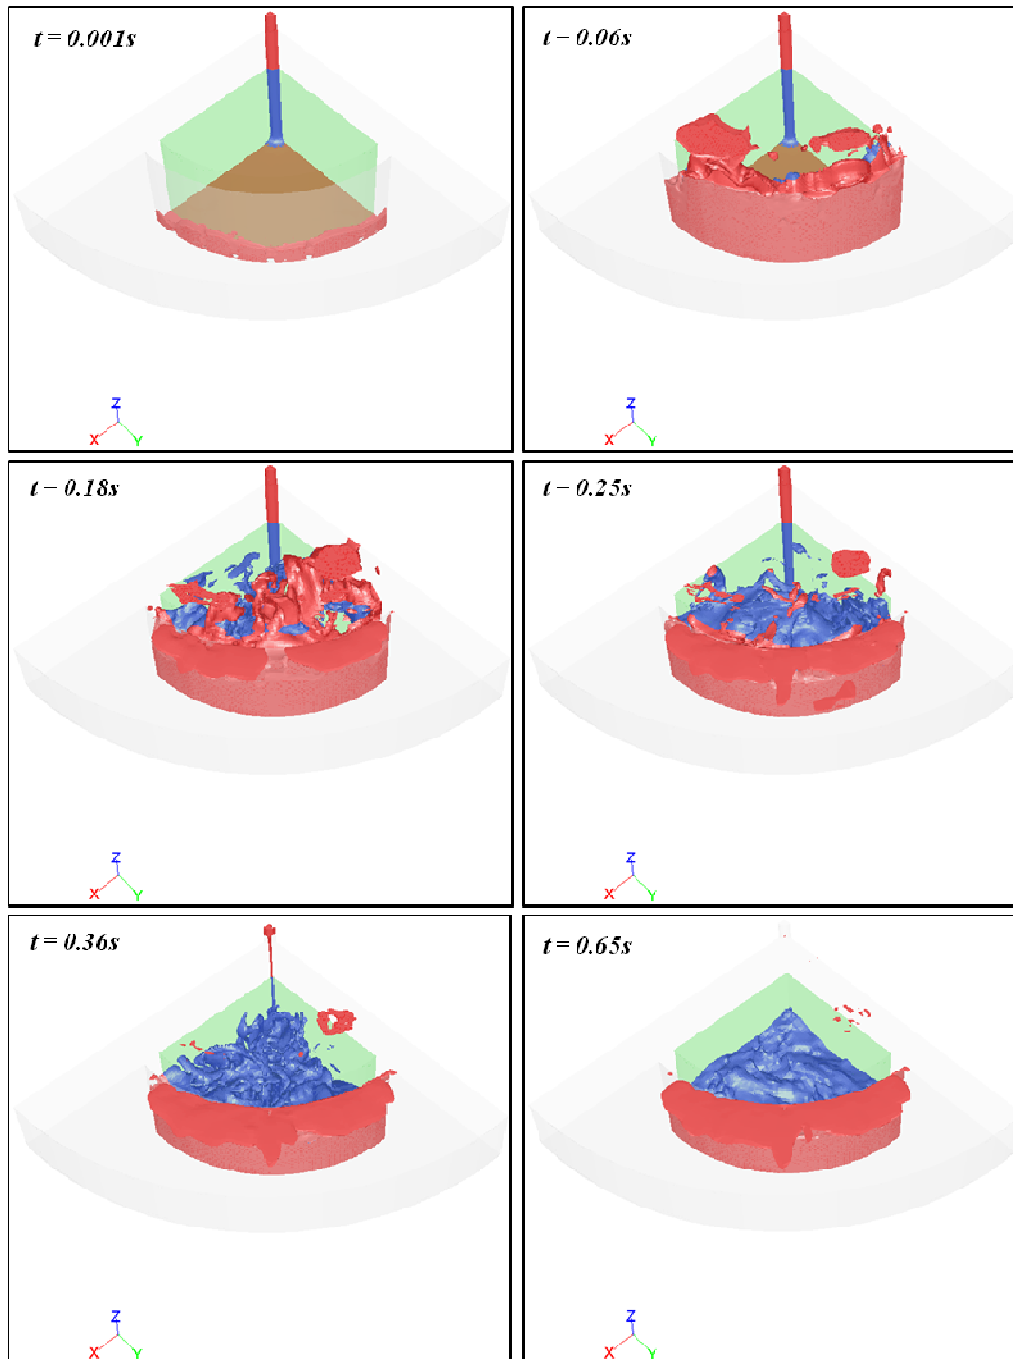 t = 0.001s
t – 0.06s
Z
X
Y
Z
X
Y
t – 0.18s
t – 0.25s
Z
X
Y
Z
X
Y
t = 0.36s
t = 0.65s
Z
X
Y
Z
X
Y